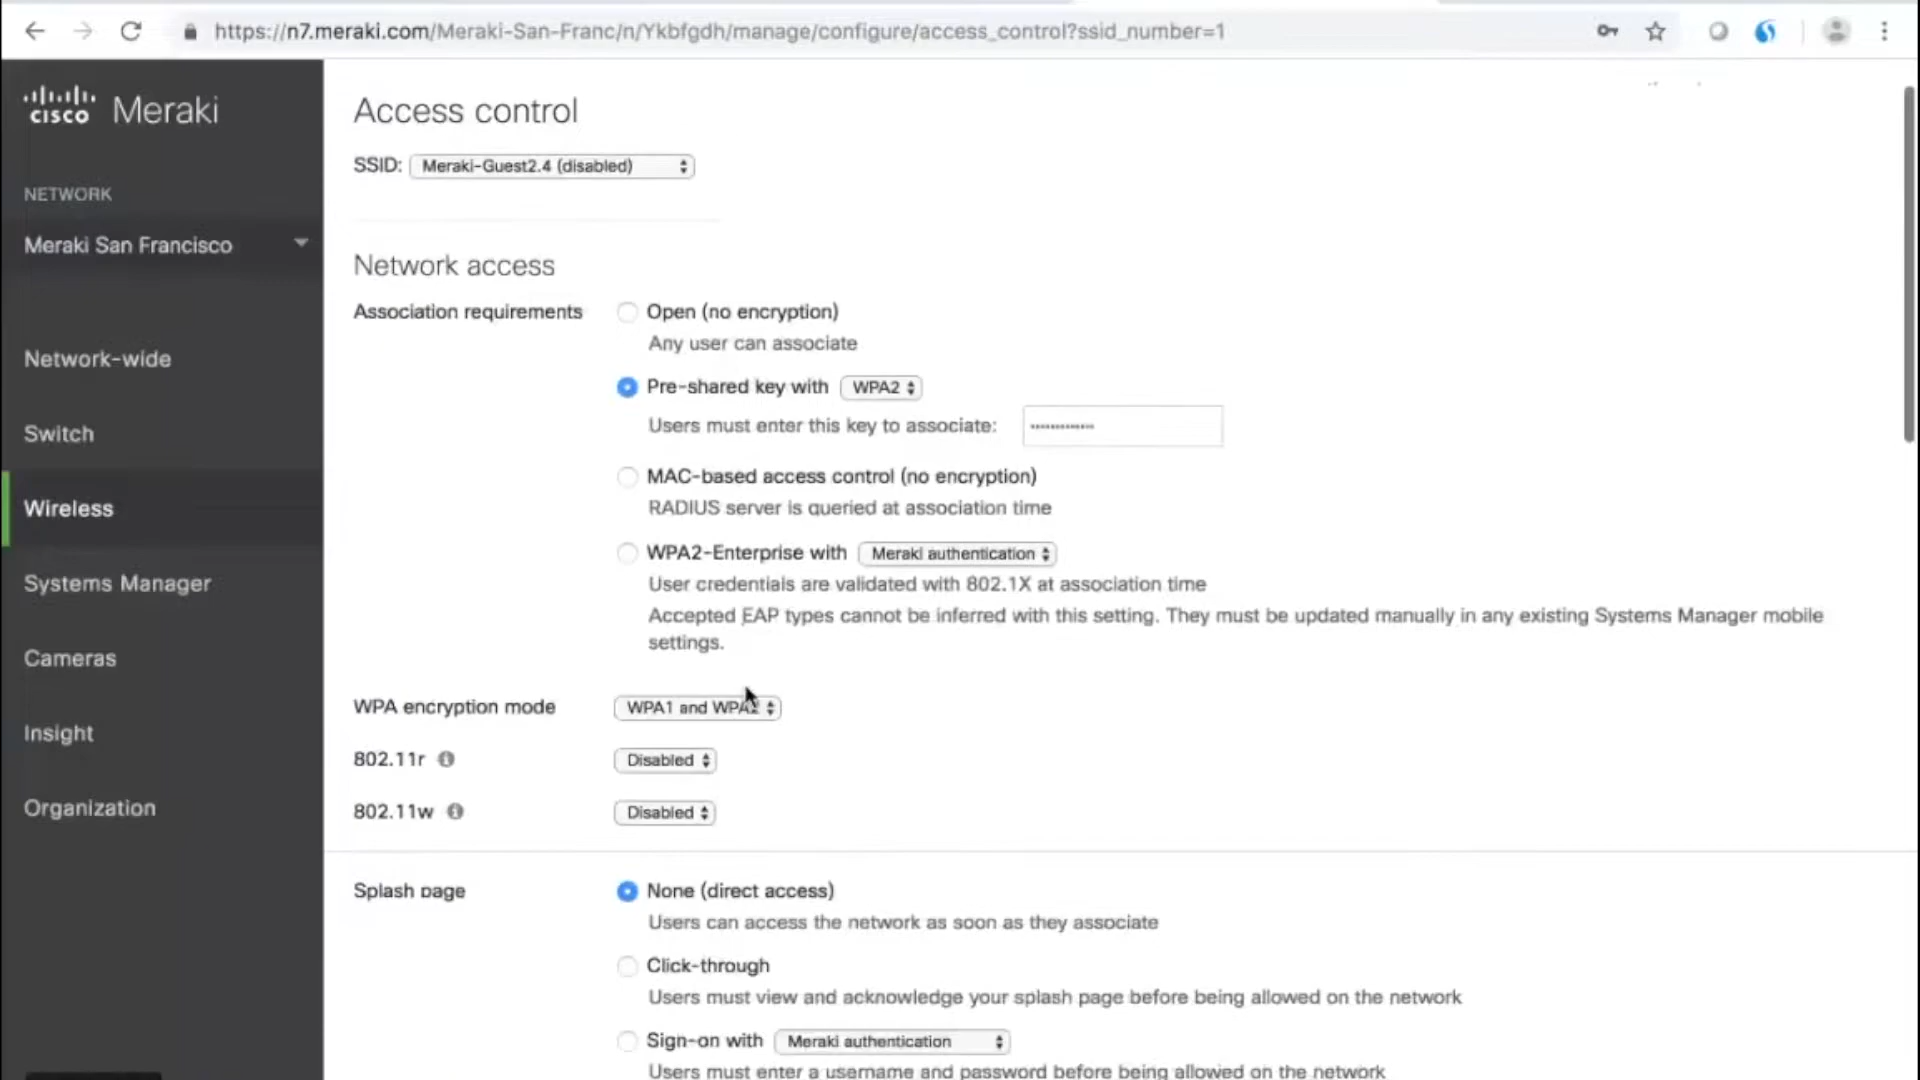 https://n7.meraki.com/Meraki-San-Franc/n/Ykbfgdh/manage/configure/access_control?ssid_number=1
cisco Meraki
NETWORK
Meraki San Francisco
Network-wide
Switch
Wireless
Systems Manager
Cameras
Insight
Organization
Access control
SSID: Meraki-Guest2.4 (disabled)
Network access
Association requirements
Open (no encryption)
Any user can associate
Pre-shared key with WPA2
Users must enter this key to associate:
MAC-based access control (no encryption)
RADIUS server is queried at association time
WPA2-Enterprise with Meraki authentication
User credentials are validated with 802.1X at association time
Accepted EAP types cannot be inferred with this setting. They must be updated manually in any existing Systems Manager mobile
settings.
WPA encryption mode WPA1 and WPA2
802.11r Disabled
802.11w Disabled
Splash page
None (direct access)
Users can access the network as soon as they associate
Click-through
Users must view and acknowledge your splash page before being allowed on the network
Sign-on with Meraki authentication
Users must enter a username and password before being allowed on the network